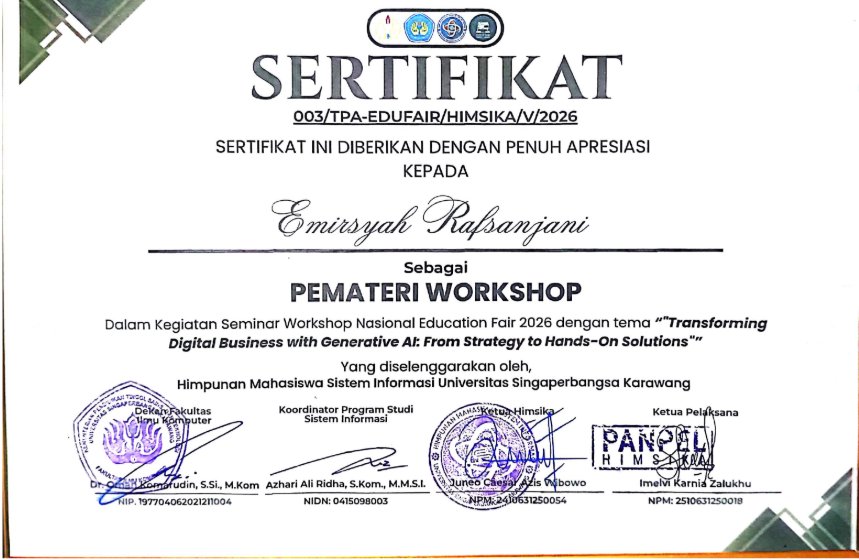 SERTIFIKAT
003/TPA-EDUFAIR/HIMSIKA/V/2026
SERTIFIKAT INI DIBERIKAN DENGAN PENUH APRESIASI
KEPADA
Emirsyah Rafsanjani
Sebagai
PEMATERI WORKSHOP
Dalam Kegiatan Seminar Workshop Nasional Education Fair 2026 dengan tema “"Transforming
Digital Business with Generative AI: From Strategy to Hands-On Solutions"”
Yang diselenggarakan oleh,
Himpunan Mahasiswa Sistem Informasi Universitas Singaperbangsa Karawang
Dekan Fakultas
Ilmu Komputer
Dr. Komarudin, S.Si., M.Kom
NIP. 197704062021211004
Koordinator Program Studi
Sistem Informasi
Azhari Ali Ridha, S.Kom., M.M.S.I.
NIDN: 0415098003
Ketua Himsika
Juneo Caesar Azis Wibowo
NPM: 2410631250054
Ketua Pelaksana
PANPEL
HIMSIKA
Imelvi Karnia Zalukhu
NPM: 2510631250018